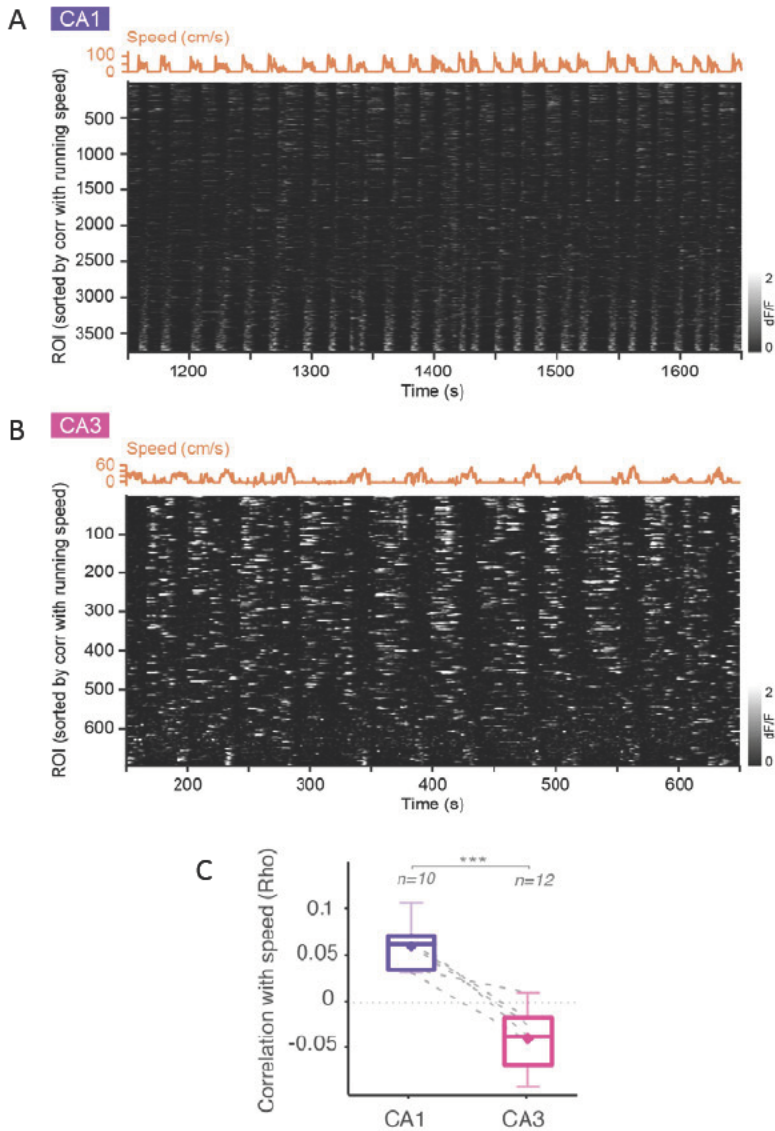 A
CA1
Speed (cm/s)
100
0
ROI (sorted by corr with running speed)
500
1000
1500
2000
2500
3000
3500
1200
1300
1400
1500
1600
Time (s)
2
0
dF/F
B
CA3
Speed (cm/s)
60
0
ROI (sorted by corr with running speed)
100
200
300
400
500
600
200
300
400
500
600
Time (s)
2
0
dF/F
C
Correlation with speed (Rho)
***
n=10
n=12
0.1
0.05
0
-0.05
CA1
CA3